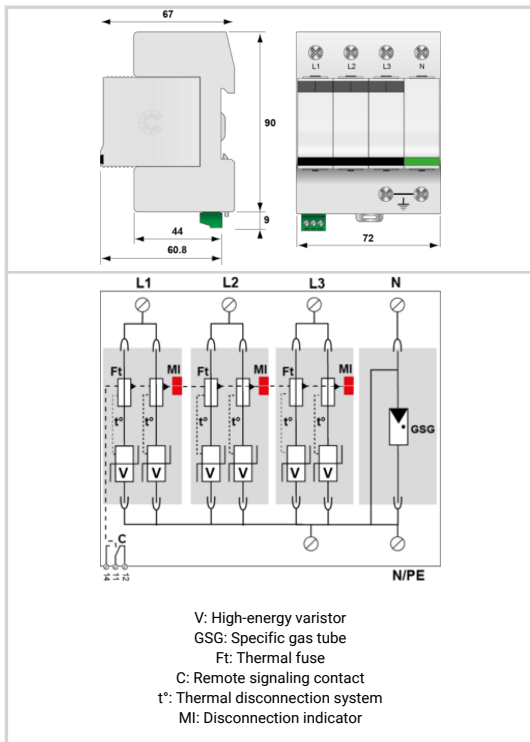 67
L1 L2 L3 N
90
9
44
60.8
72
L1 L2 L3 N
Ft MI Ft MI Ft MI
t° t° t°
GSG
V V V V V V
C
14 11 12
N/PE
V: High-energy varistor
GSG: Specific gas tube
Ft: Thermal fuse
C: Remote signaling contact
t°: Thermal disconnection system
MI: Disconnection indicator